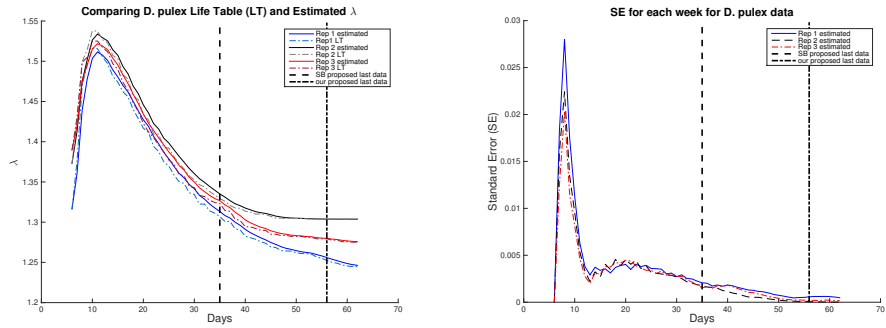 Comparing D. pulex Life Table (LT) and Estimated λ
1.55
1.5
1.45
1.4
1.35
1.3
1.25
1.2
λ
0
10
20
30
40
50
60
70
Days
Rep 1 estimated
Rep1 LT
Rep 2 estimated
Rep 2 LT
Rep 3 estimated
Rep 3 LT
SB proposed last data
our proposed last data
SE for each week for D. pulex data
0.03
0.025
0.02
0.015
0.01
0.005
0
Standard Error (SE)
0
10
20
30
40
50
60
70
Days
Rep 1 estimated
Rep 2 estimated
Rep 3 estimated
SB proposed last data
our proposed last data